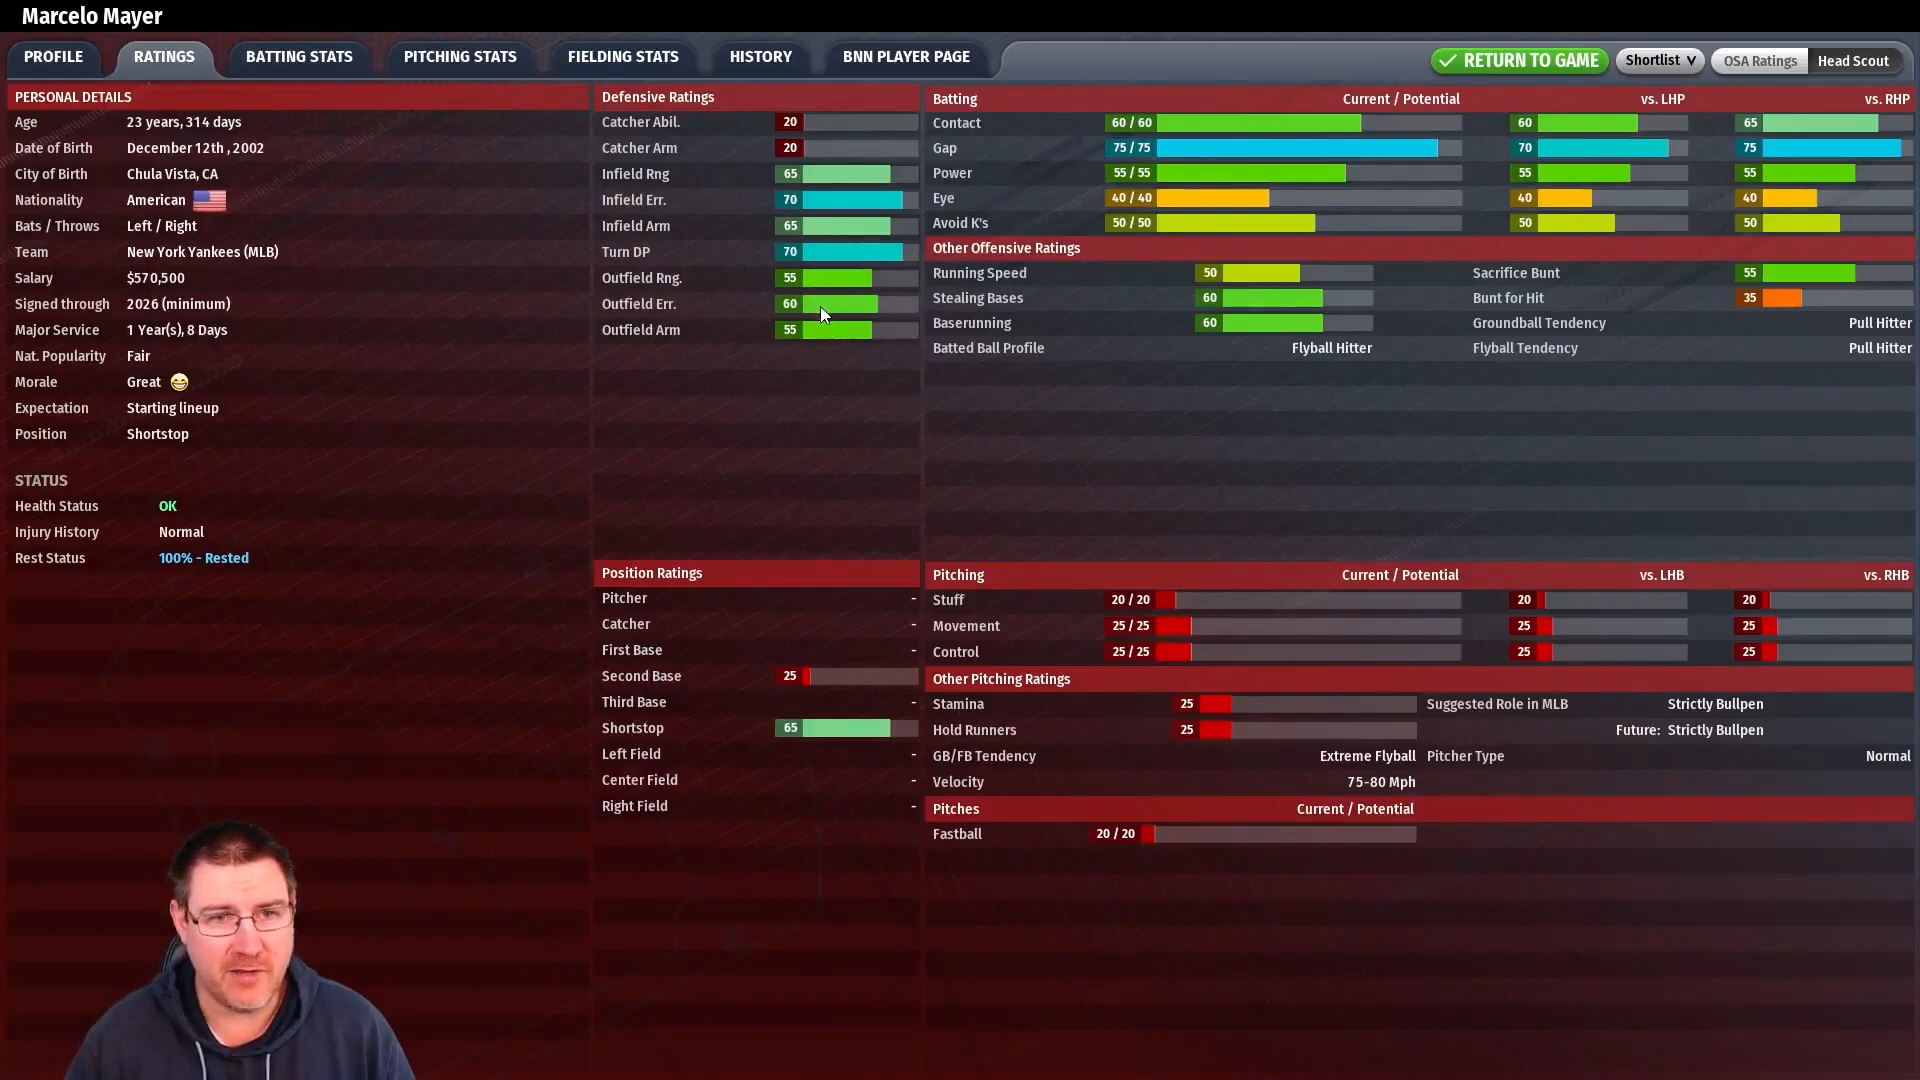 Marcelo Mayer
PROFILE RATINGS BATTING STATS PITCHING STATS FIELDING STATS HISTORY BNN PLAYER PAGE RETURN TO GAME Shortlist V OSA Ratings Head Scout
PERSONAL DETAILS
Age 23 years, 314 days
Date of Birth December 12th , 2002
City of Birth Chula Vista, CA
Nationality American
Bats / Throws Left / Right
Team New York Yankees (MLB)
Salary $570,500
Signed through 2026 (minimum)
Major Service 1 Year(s), 8 Days
Nat. Popularity Fair
Morale Great
Expectation Starting lineup
Position Shortstop
STATUS
Health Status OK
Injury History Normal
Rest Status 100% - Rested
Defensive Ratings
Catcher Abil. 20
Catcher Arm 20
Infield Rng 65
Infield Err. 70
Infield Arm 65
Turn DP 70
Outfield Rng. 55
Outfield Err. 60
Outfield Arm 55
Position Ratings
Pitcher -
Catcher -
First Base -
Second Base 25
Third Base -
Shortstop 65
Left Field -
Center Field -
Right Field -
Batting Current / Potential vs. LHP vs. RHP
Contact 60 / 60 60 65
Gap 75 / 75 70 75
Power 55 / 55 55 55
Eye 40 / 40 40 40
Avoid K's 50 / 50 50 50
Other Offensive Ratings
Running Speed 50 Sacrifice Bunt 55
Stealing Bases 60 Bunt for Hit 35
Baserunning 60 Groundball Tendency Pull Hitter
Batted Ball Profile Flyball Hitter Flyball Tendency Pull Hitter
Pitching Current / Potential vs. LHB vs. RHB
Stuff 20 / 20 20 20
Movement 25 / 25 25 25
Control 25 / 25 25 25
Other Pitching Ratings
Stamina 25 Suggested Role in MLB Strictly Bullpen
Hold Runners 25 Future: Strictly Bullpen
GB/FB Tendency Extreme Flyball Pitcher Type Normal
Velocity 75-80 Mph
Pitches Current / Potential
Fastball 20 / 20